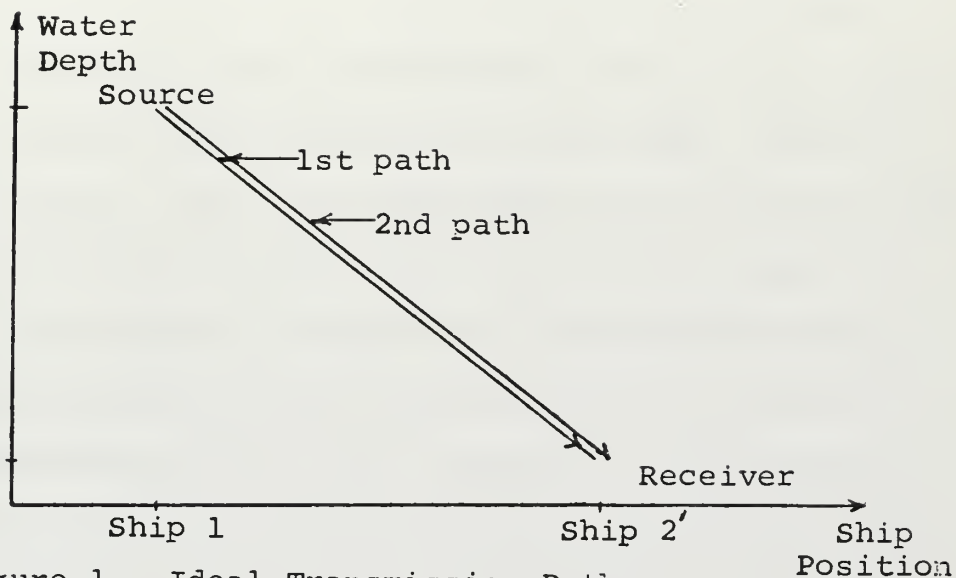 Water
Depth
Source
1st path
2nd path
Receiver
Ship 1
Ship 2'
Ship
Position
Ideal Transmission Path